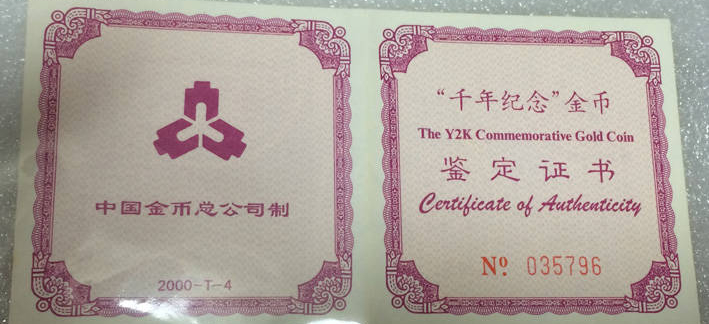 中国金币总公司制
2000-T-4
“千年纪念”金币
The Y2K Commemorative Gold Coin
鉴定证书
Certificate of Authenticity
Nº 035796